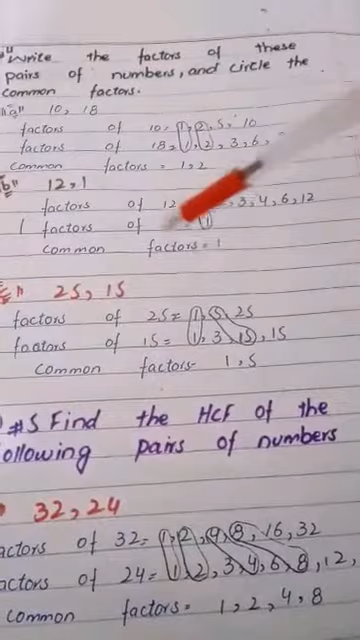 "Write the factors of these
pairs of numbers, and circle the
common factors.
"a" 10, 18
factors of 10= 1, 2, 5, 10
factors of 18= 1, 2, 3, 6,
common factors = 1, 2
"b" 12, 1
factors of 12 3, 4, 6, 12
factors of 1
common factors = 1
25, 15
factors of 25= 1, 5, 25
factors of 15= 1, 3, 15, 15
common factors- 1, 5
#5 Find the HCF of the
ollowing pairs of numbers
32, 24
actors of 32= 1, 2, 4, 8, 16, 32
actors of 24= 1, 2, 3, 4, 6, 8, 12,
common factors= 1, 2, 4, 8